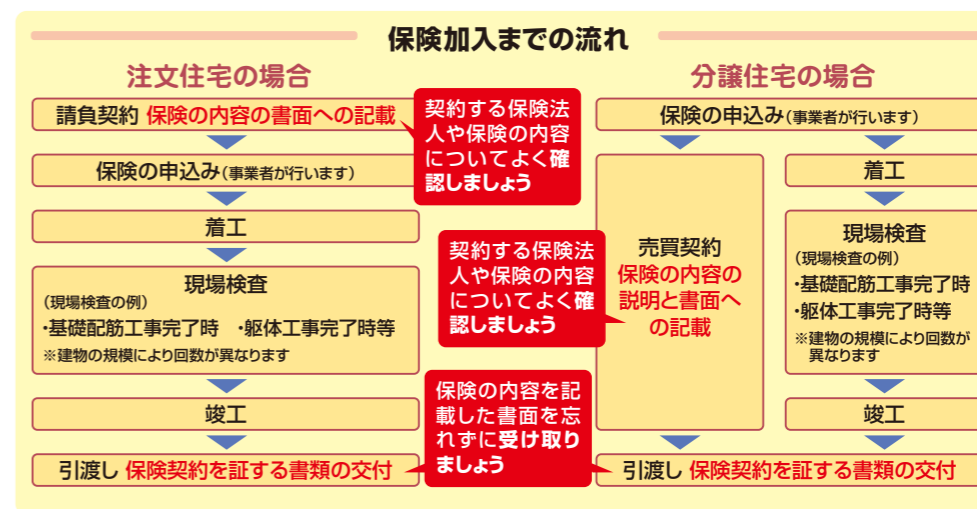 保険加入までの流れ
注文住宅の場合
請負契約 保険の内容の書面への記載
保険の申込み(事業者が行います)
着工
現場検査
(現場検査の例)
・基礎配筋工事完了時 ・躯体工事完了時等
※建物の規模により回数が異なります
竣工
引渡し 保険契約を証する書類の交付
契約する保険法
人や保険の内容
についてよく確
認しましょう
契約する保険法
人や保険の内容
についてよく確
認しましょう
保険の内容を記
載した書面を忘
れずに受け取り
ましょう
分譲住宅の場合
保険の申込み(事業者が行います)
売買契約
保険の内容の
説明と書面へ
の記載
着工
現場検査
(現場検査の例)
・基礎配筋工事完了時
・躯体工事完了時等
※建物の規模により回数が
異なります
竣工
引渡し 保険契約を証する書類の交付